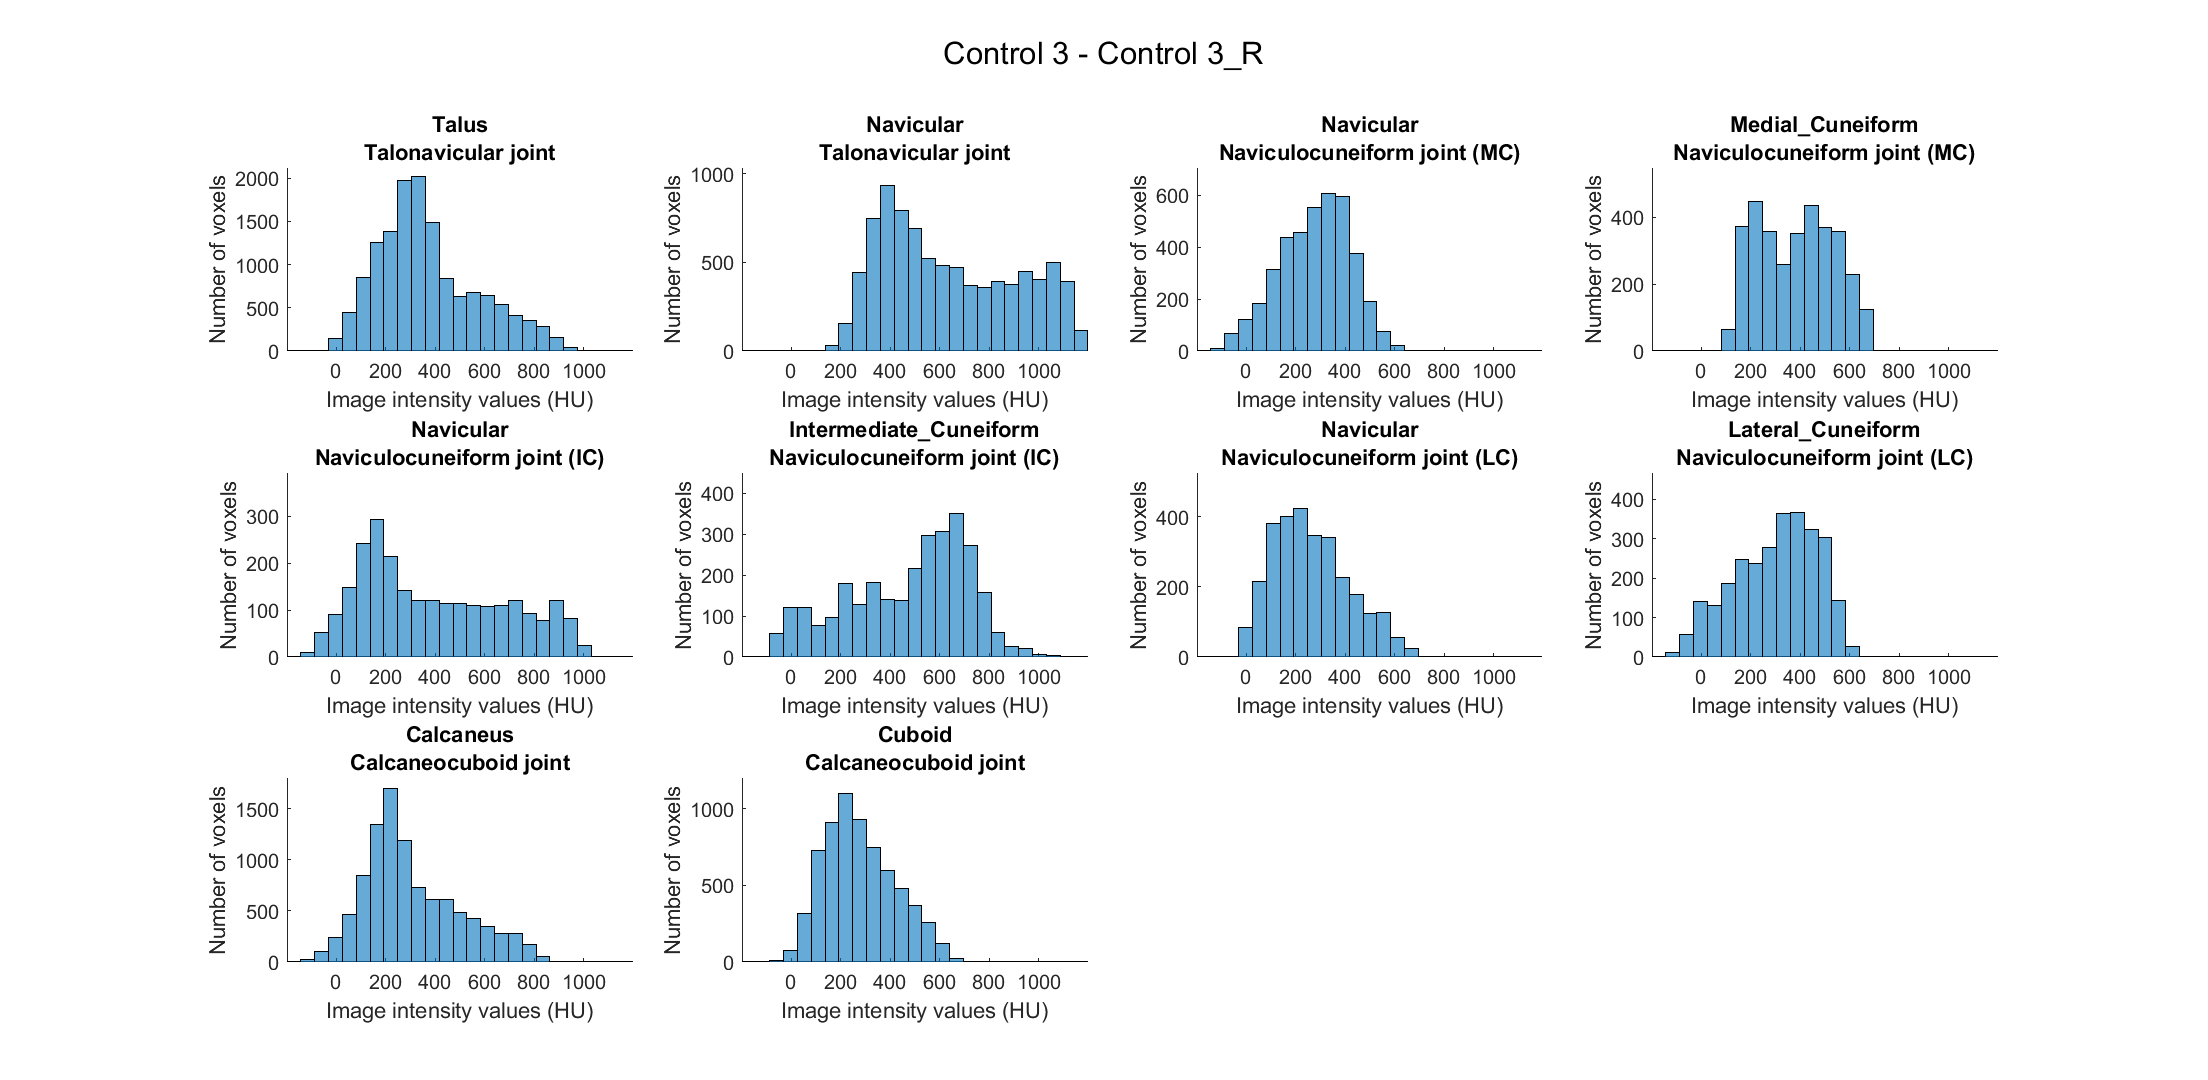 Control 3 - Control 3_R
Talus
Talonavicular joint
Number of voxels
2000
1500
1000
500
0
0 200 400 600 800 1000
Image intensity values (HU)
Navicular
Talonavicular joint
Number of voxels
1000
500
0
0 200 400 600 800 1000
Image intensity values (HU)
Navicular
Naviculocuneiform joint (MC)
Number of voxels
600
400
200
0
0 200 400 600 800 1000
Image intensity values (HU)
Medial_Cuneiform
Naviculocuneiform joint (MC)
Number of voxels
400
200
0
0 200 400 600 800 1000
Image intensity values (HU)
Navicular
Naviculocuneiform joint (IC)
Number of voxels
300
200
100
0
0 200 400 600 800 1000
Image intensity values (HU)
Intermediate_Cuneiform
Naviculocuneiform joint (IC)
Number of voxels
400
300
200
100
0
0 200 400 600 800 1000
Image intensity values (HU)
Navicular
Naviculocuneiform joint (LC)
Number of voxels
400
200
0
0 200 400 600 800 1000
Image intensity values (HU)
Lateral_Cuneiform
Naviculocuneiform joint (LC)
Number of voxels
400
300
200
100
0
0 200 400 600 800 1000
Image intensity values (HU)
Calcaneus
Calcaneocuboid joint
Number of voxels
1500
1000
500
0
0 200 400 600 800 1000
Image intensity values (HU)
Cuboid
Calcaneocuboid joint
Number of voxels
1000
500
0
0 200 400 600 800 1000
Image intensity values (HU)